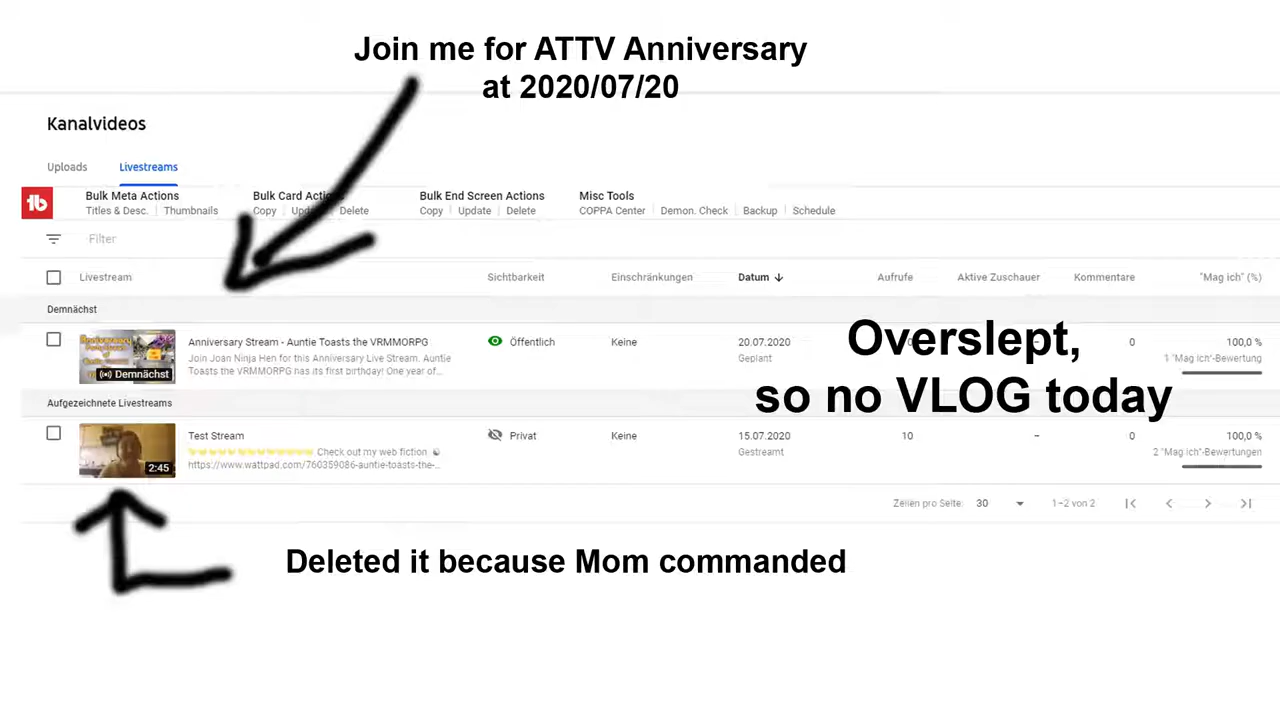 Join me for ATTV Anniversary
at 2020/07/20
Kanalvideos
Uploads Livestreams
Bulk Meta Actions Bulk Card Actions Bulk End Screen Actions Misc Tools
Titles & Desc. | Thumbnails Copy | Update | Delete Copy | Update | Delete COPPA Center | Demon. Check | Backup | Schedule
Filter
Livestream Sichtbarkeit Einschränkungen Datum Aufrufe Aktive Zuschauer Kommentare "Mag ich" (%)
Demnächst
Anniversary Stream - Auntie Toasts the VRMMORPG Öffentlich Keine 20.07.2020 0 100,0 %
Join Joan Ninja Hen for this Anniversary Live Stream. Auntie Geplant 1 "Mag ich"-Bewertung
Toasts the VRMMORPG has its first birthday! One year of...
Anniversary
Demnächst
Overslept,
so no VLOG today
Aufgezeichnete Livestreams
Test Stream Privat Keine 15.07.2020 10 – 0 100,0 %
Check out my web fiction Gestreamt 2 "Mag ich"-Bewertungen
https://www.wattpad.com/760359086-auntie-toasts-the-...
2:45
Zeilen pro Seite: 30 1–2 von 2
Deleted it because Mom commanded